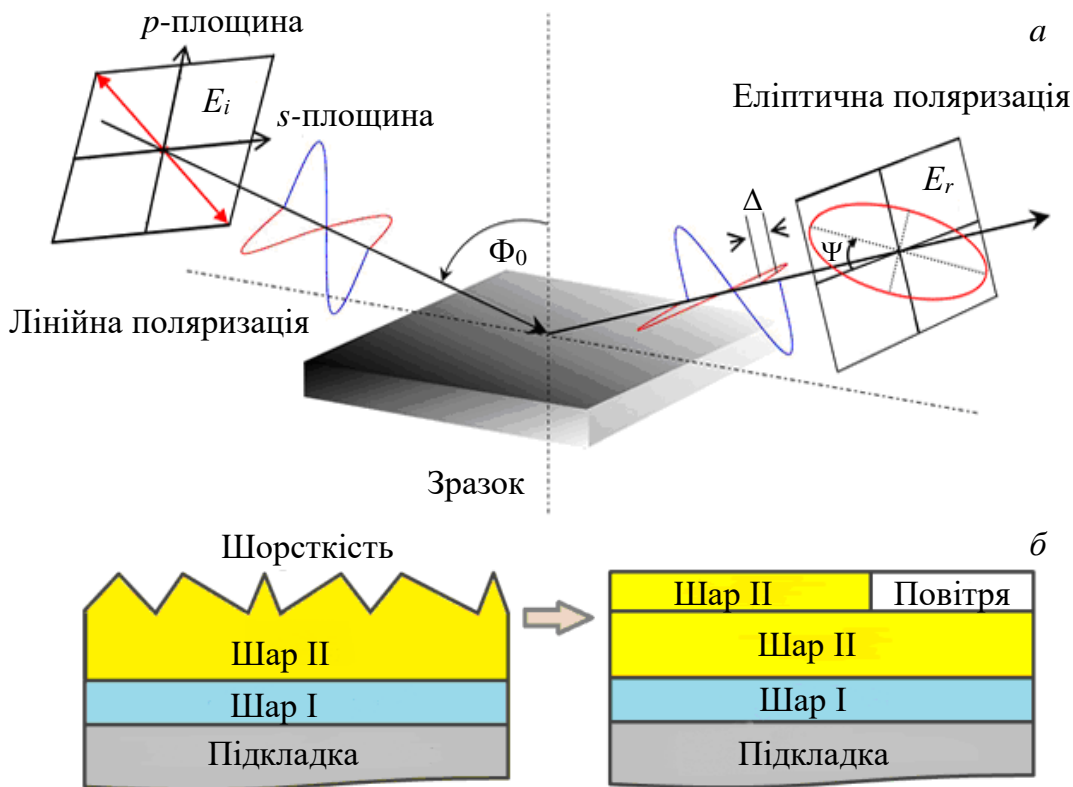 p-площина
а
E_i
s-площина
Еліптична поляризація
E_r
Δ
Ψ
Φ₀
Лінійна поляризація
Зразок
Шорсткість
б
Шар II
Повітря
Шар II
Шар II
Шар I
Шар I
Підкладка
Підкладка